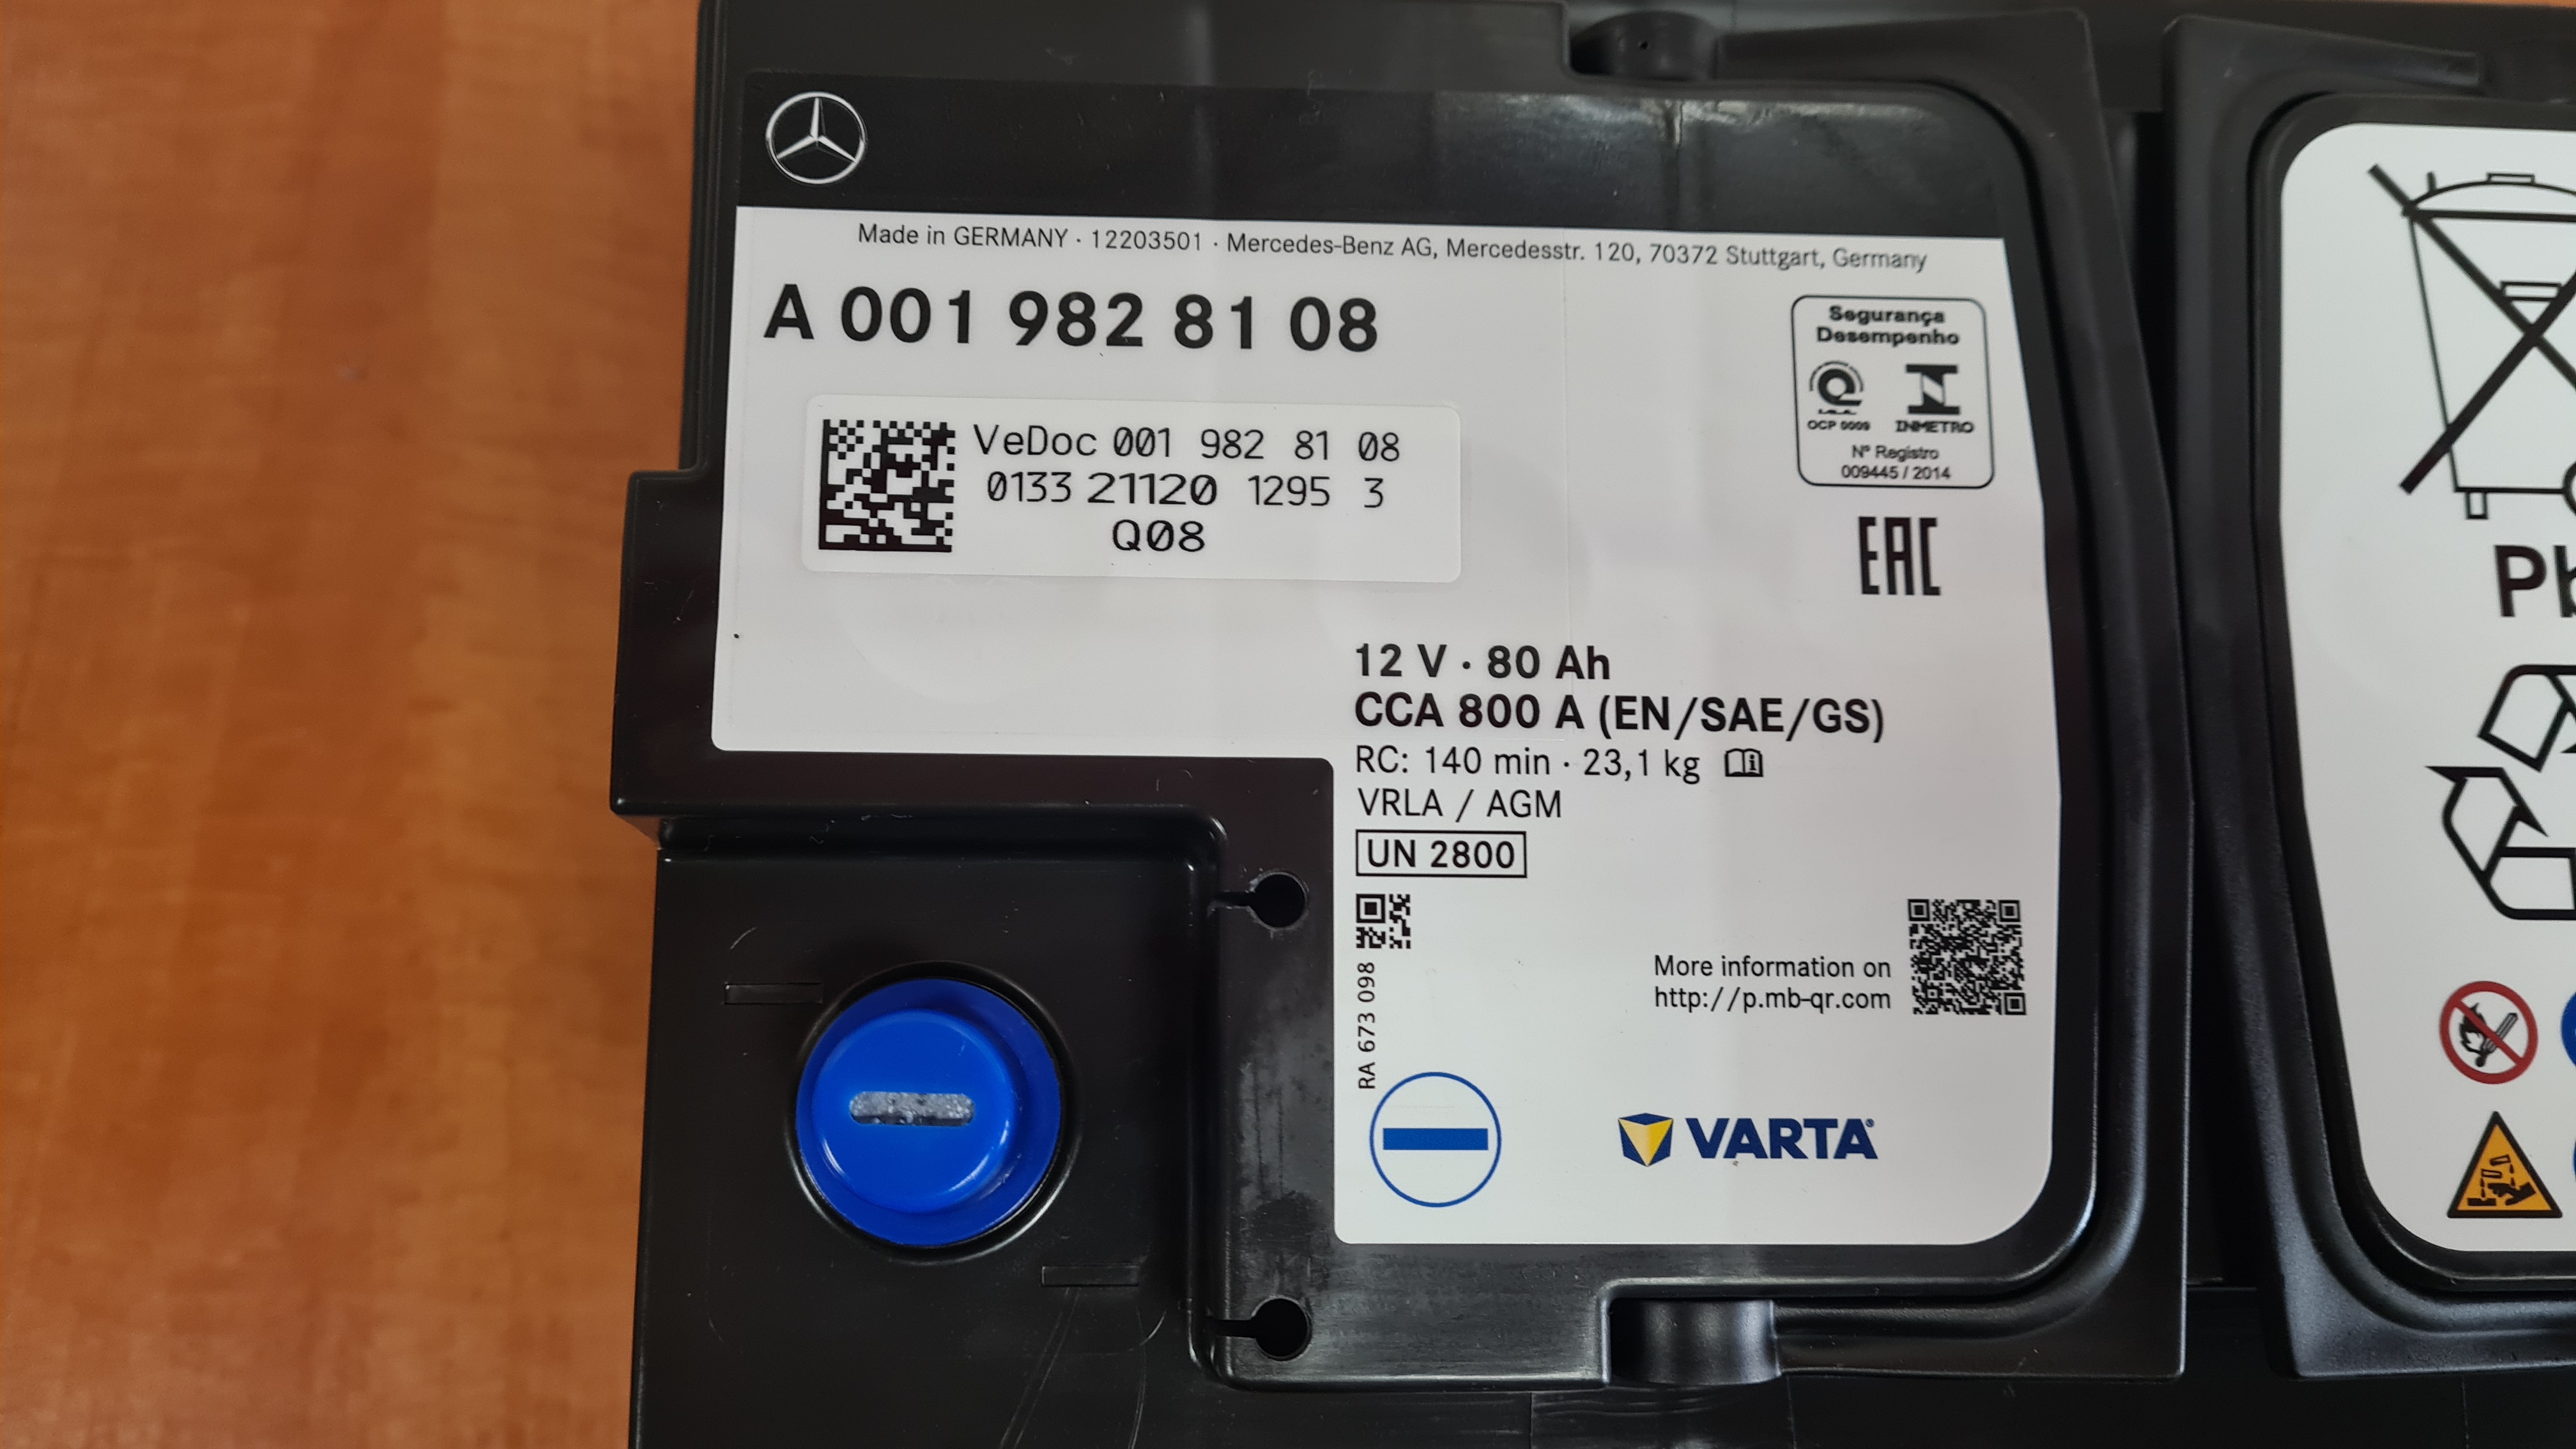 Made in GERMANY · 12203501 · Mercedes-Benz AG, Mercedesstr. 120, 70372 Stuttgart, Germany
A 001 982 81 08
Segurança
Desempenho
OCP 0009 INMETRO
Nº Registro
009445 / 2014
VeDoc 001 982 81 08
0133 21120 1295 3
Q08
EAC
12 V · 80 Ah
CCA 800 A (EN/SAE/GS)
RC: 140 min · 23,1 kg
VRLA / AGM
UN 2800
RA 673 098
More information on
http://p.mb-qr.com
VARTA®